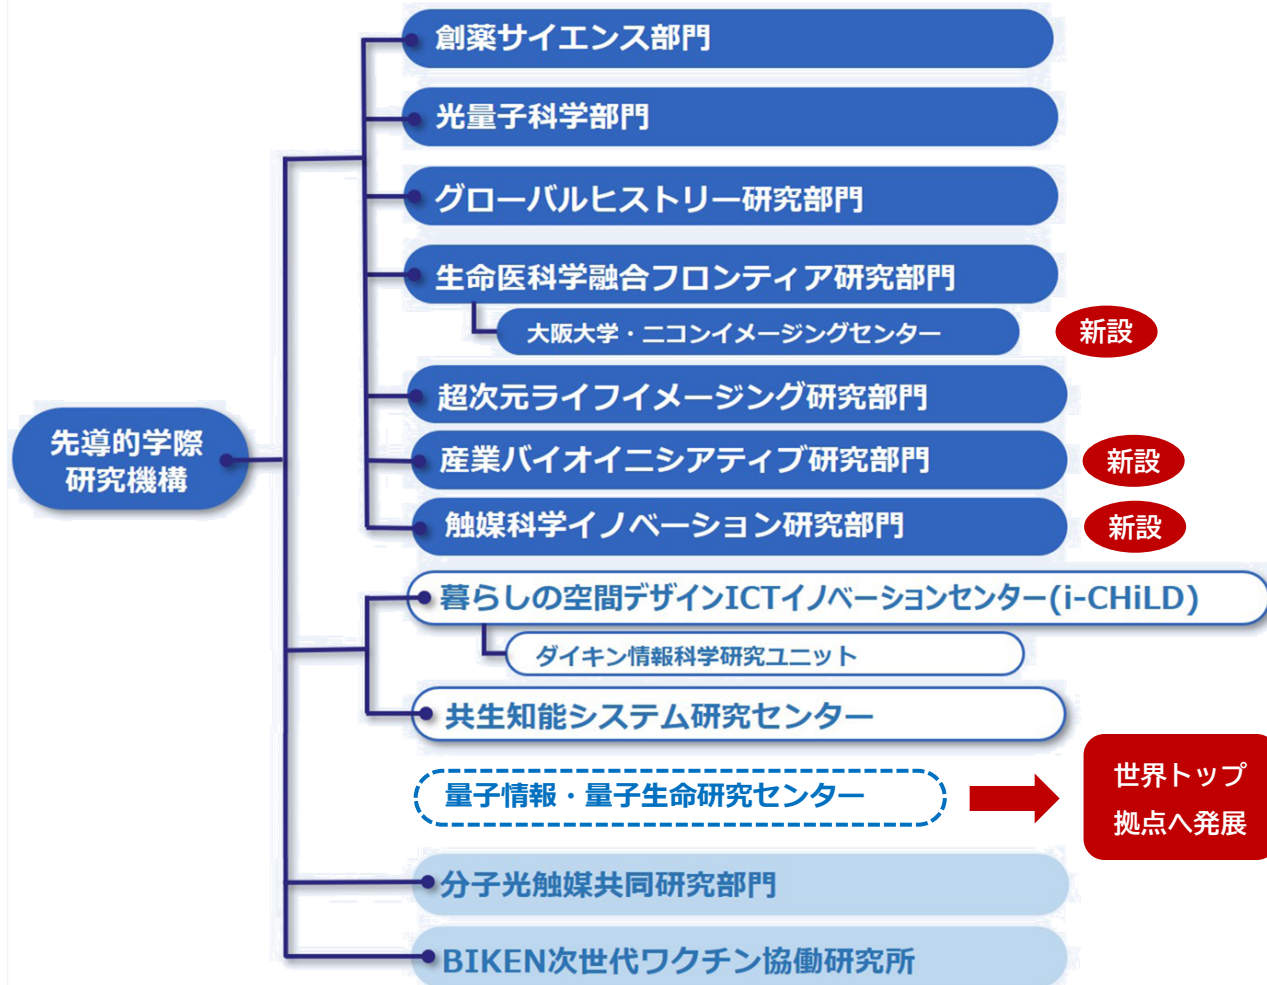 創薬サイエンス部門
光量子科学部門
グローバルヒストリー研究部門
生命医科学融合フロンティア研究部門
大阪大学・ニコンイメージングセンター
新設
超次元ライフイメージング研究部門
先導的学際
研究機構
産業バイオイニシアティブ研究部門
新設
触媒科学イノベーション研究部門
新設
暮らしの空間デザインICTイノベーションセンター(i-CHiLD)
ダイキン情報科学研究ユニット
共生知能システム研究センター
量子情報・量子生命研究センター
世界トップ
拠点へ発展
分子光触媒共同研究部門
BIKEN次世代ワクチン協働研究所